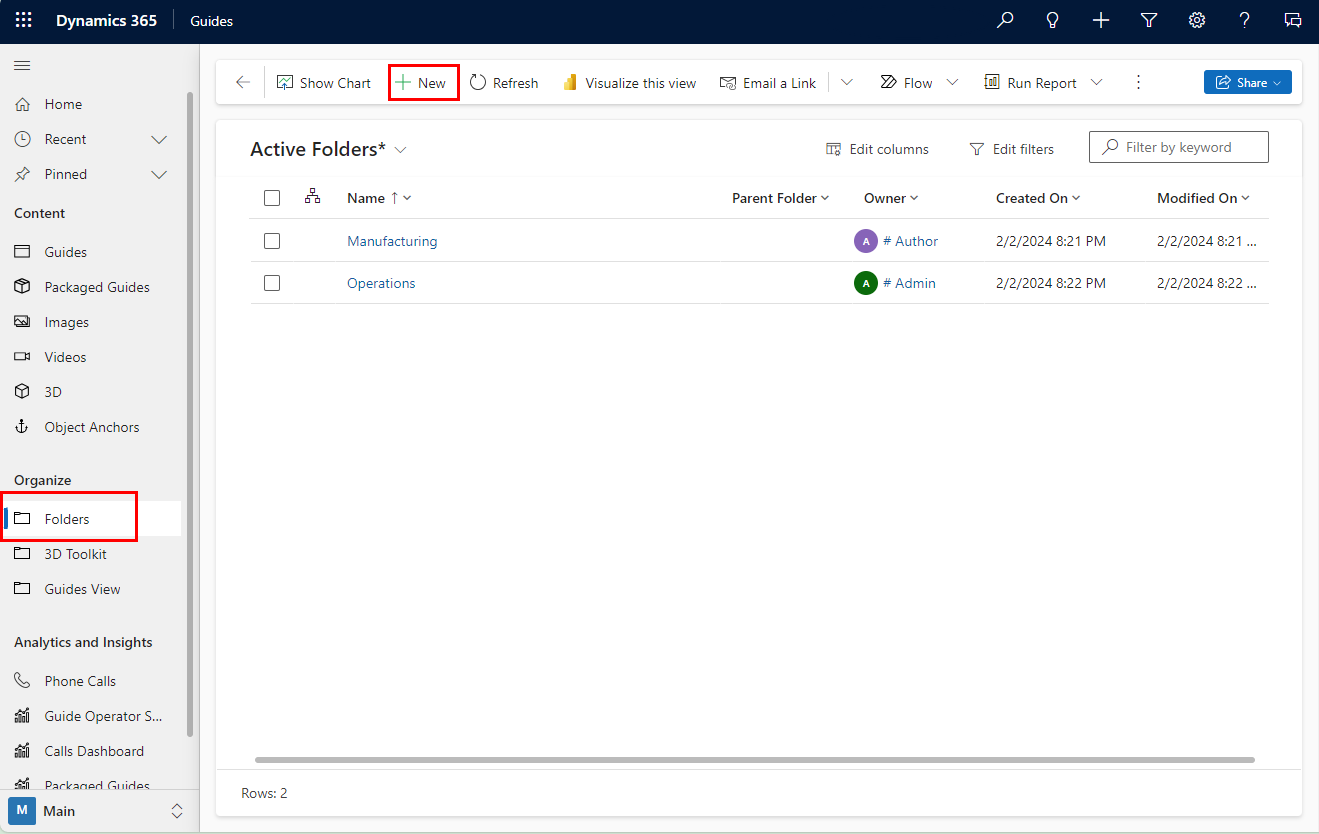 Dynamics 365 Guides
Show Chart New Refresh Visualize this view Email a Link Flow Run Report Share
Home
Recent
Pinned
Content
Guides
Packaged Guides
Images
Videos
3D
Object Anchors
Organize
Folders
3D Toolkit
Guides View
Analytics and Insights
Phone Calls
Guide Operator S...
Calls Dashboard
Packaged Guides
M Main
Active Folders* Edit columns Edit filters Filter by keyword
Name ↑ Parent Folder Owner Created On Modified On
Manufacturing A # Author 2/2/2024 8:21 PM 2/2/2024 8:21 ...
Operations A # Admin 2/2/2024 8:22 PM 2/2/2024 8:22 ...
Rows: 2